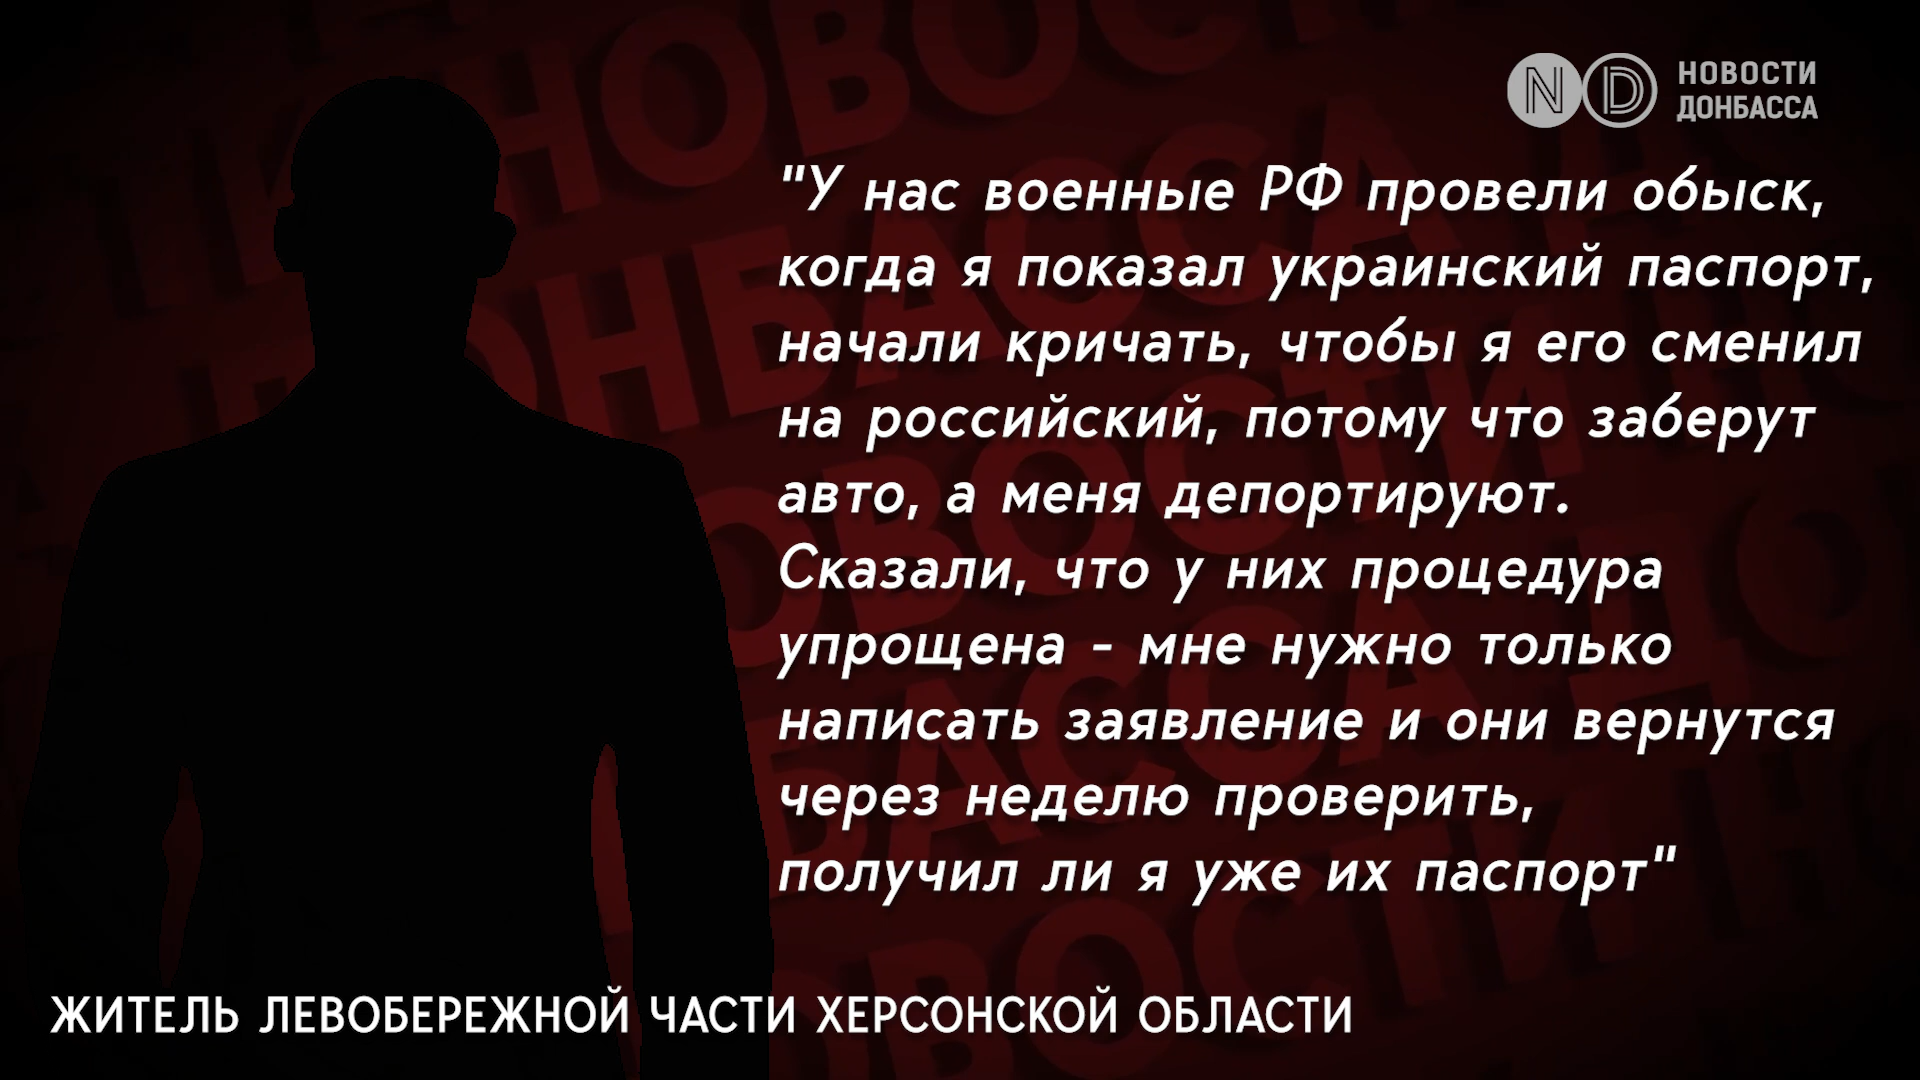 ND НОВОСТИ
ДОНБАССА
"У нас военные РФ провели обыск,
когда я показал украинский паспорт,
начали кричать, чтобы я его сменил
на российский, потому что заберут
авто, а меня депортируют.
Сказали, что у них процедура
упрощена - мне нужно только
написать заявление и они вернутся
через неделю проверить,
получил ли я уже их паспорт"
ЖИТЕЛЬ ЛЕВОБЕРЕЖНОЙ ЧАСТИ ХЕРСОНСКОЙ ОБЛАСТИ